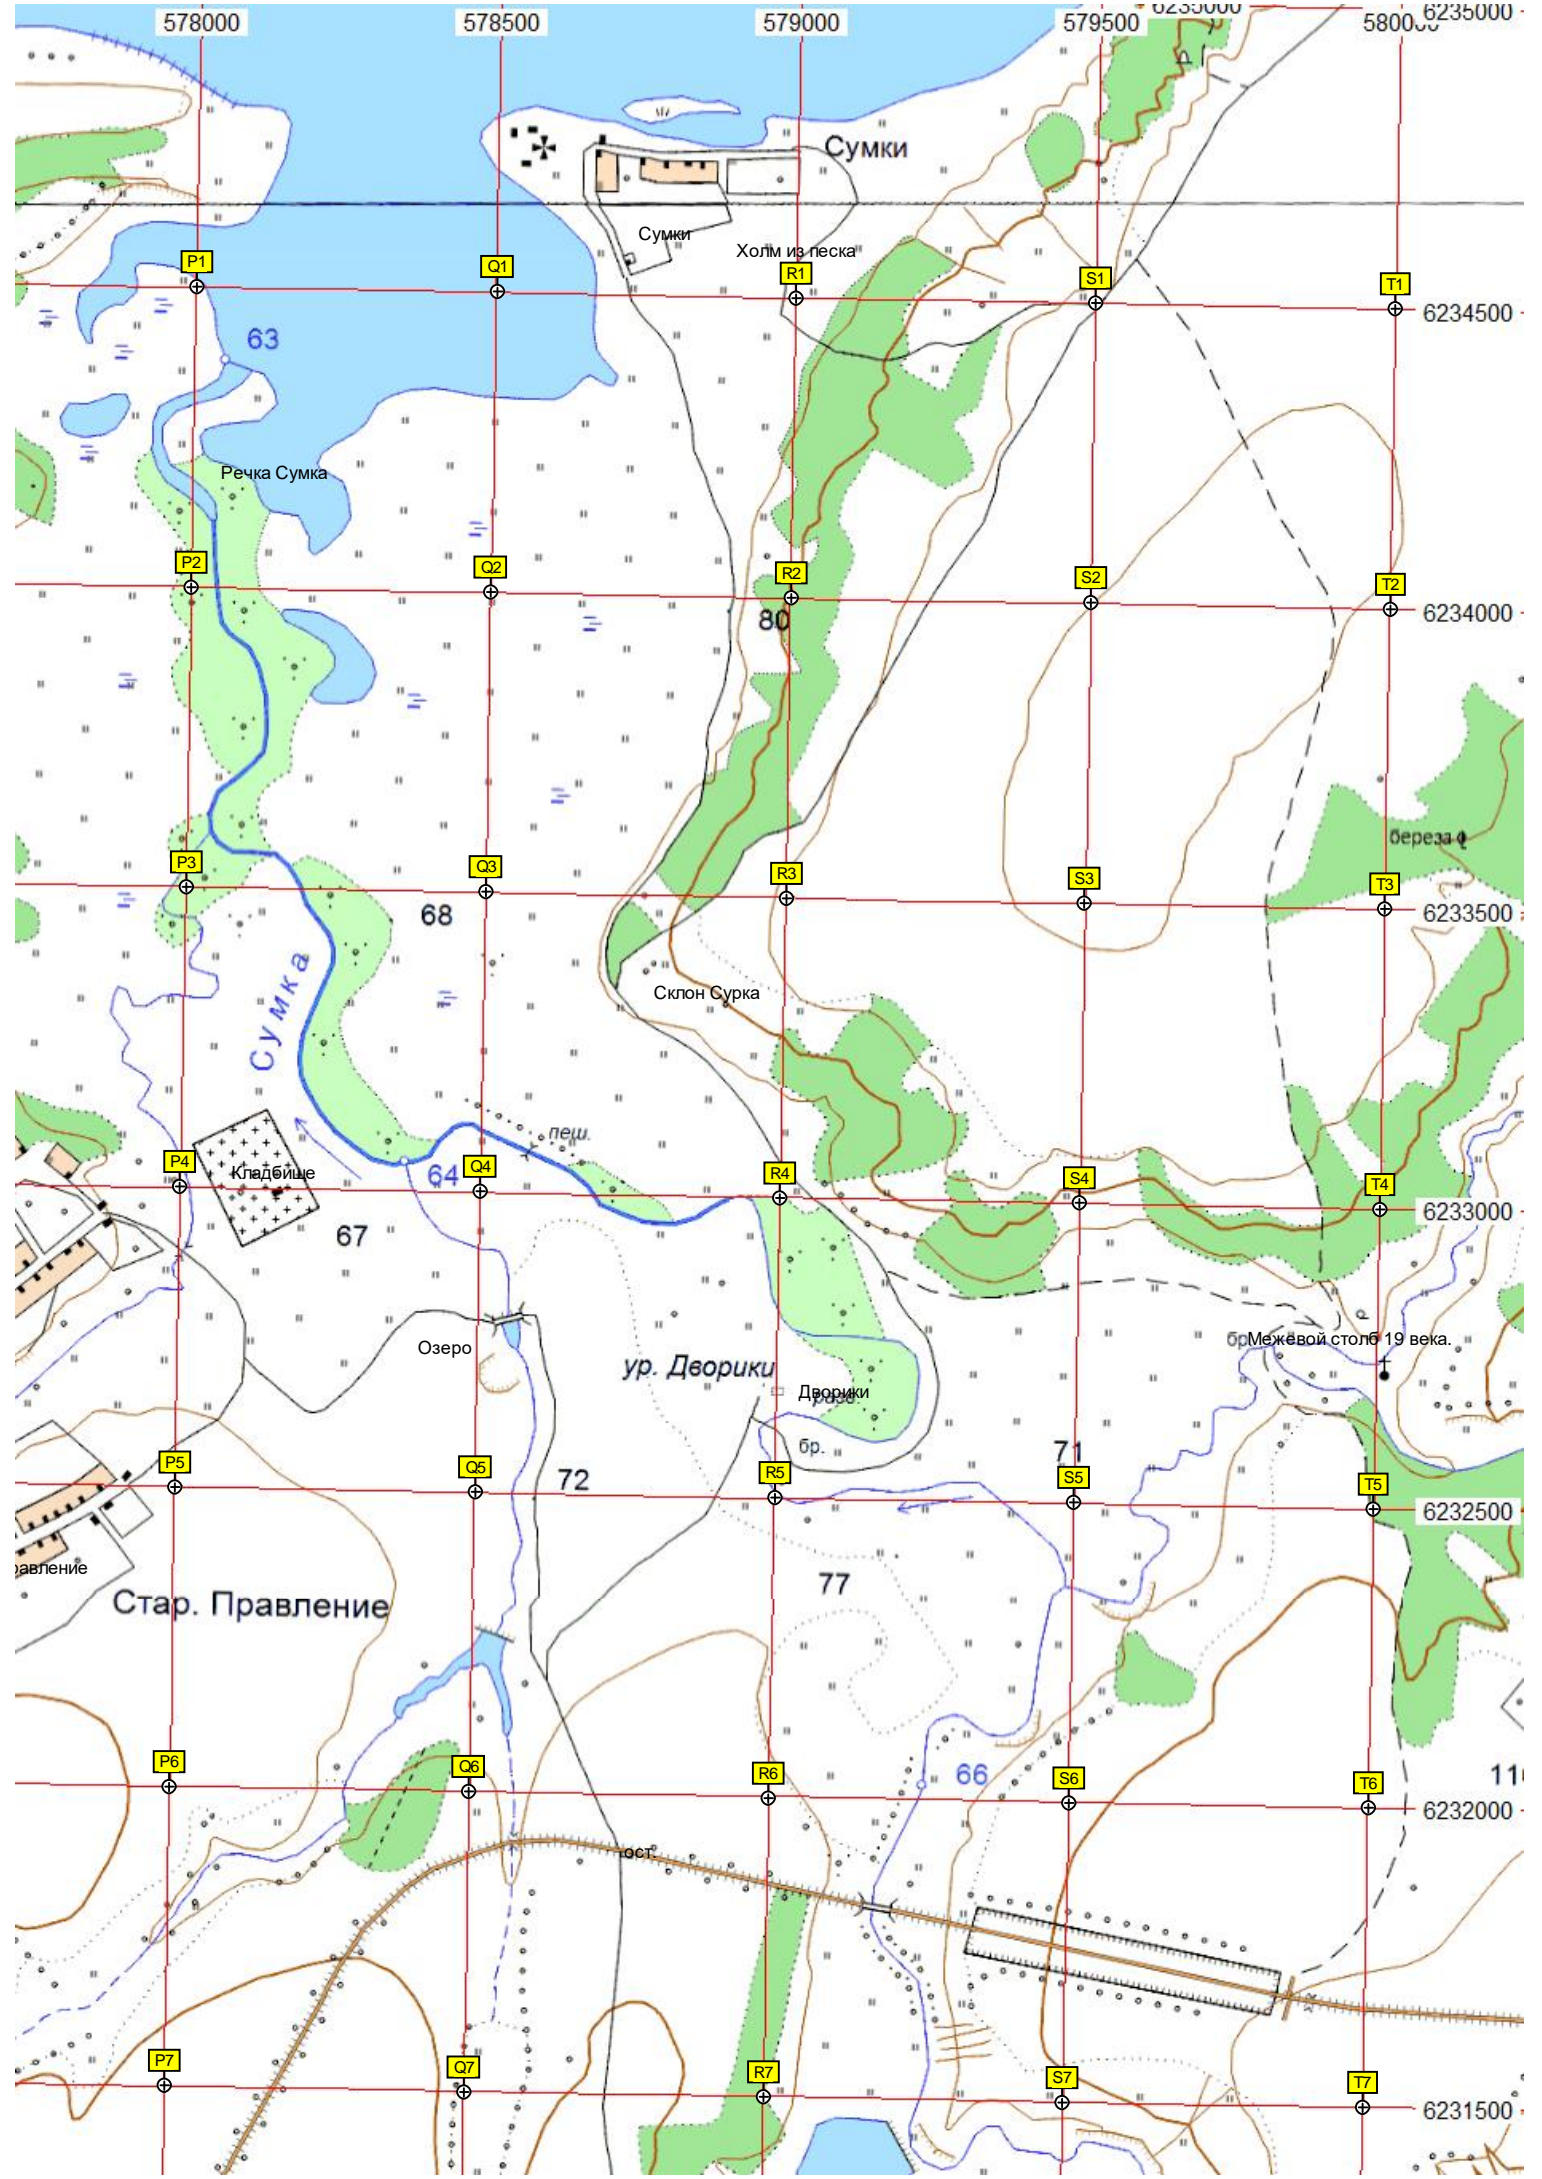 578000 578500 579000 579500
6235000
Сумки
Сумки
Холм из песка
P1 Q1 R1 S1 T1
6234500
63
Речка Сумка
P2 Q2 R2 S2 T2
6234000
80
береза
P3 Q3 R3 S3 T3
6233500
68
Сумка
Склон Сурка
пеш.
Кладбище
P4 64 Q4 R4 S4 T4
6233000
67
Межевой столб 19 века.
Озеро
ур. Дворики
Дворики
бр.
71
P5 Q5 R5 S5 T5
72
6232500
77
Стар. Правление
66
P6 Q6 R6 S6 T6
6232000
ост.
P7 Q7 R7 S7 T7
6231500